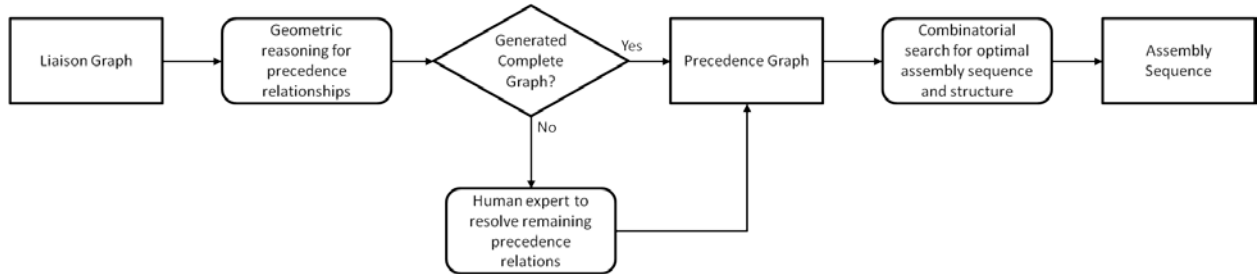 Liaison Graph
Geometric
reasoning for
precedence
relationships
Generated
Complete
Graph?
Yes
No
Human expert to
resolve remaining
precedence
relations
Precedence Graph
Combinatorial
search for optimal
assembly sequence
and structure
Assembly
Sequence